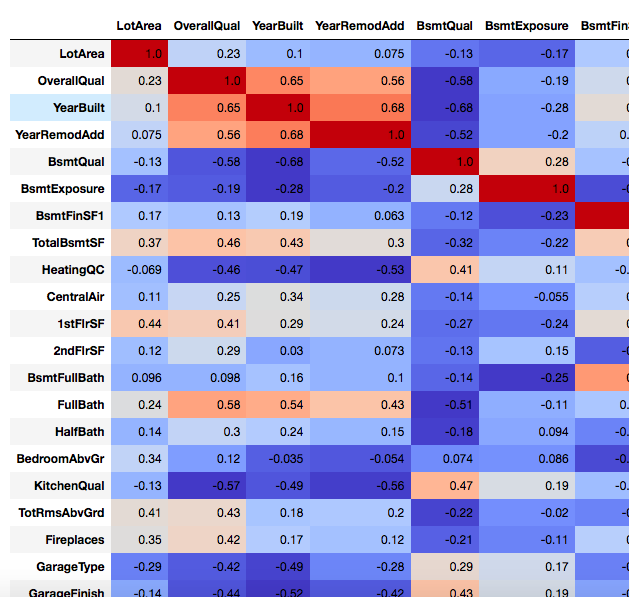 LotArea OverallQual YearBuilt YearRemodAdd BsmtQual BsmtExposure
LotArea 1.0 0.23 0.1 0.075 -0.13 -0.17
OverallQual 0.23 1.0 0.65 0.56 -0.58 -0.19
YearBuilt 0.1 0.65 1.0 0.68 -0.68 -0.28
YearRemodAdd 0.075 0.56 0.68 1.0 -0.52 -0.2
BsmtQual -0.13 -0.58 -0.68 -0.52 1.0 0.28
BsmtExposure -0.17 -0.19 -0.28 -0.2 0.28 1.0
BsmtFinSF1 0.17 0.13 0.19 0.063 -0.12 -0.23
TotalBsmtSF 0.37 0.46 0.43 0.3 -0.32 -0.22
HeatingQC -0.069 -0.46 -0.47 -0.53 0.41 0.11
CentralAir 0.11 0.25 0.34 0.28 -0.14 -0.055
1stFlrSF 0.44 0.41 0.29 0.24 -0.27 -0.24
2ndFlrSF 0.12 0.29 0.03 0.073 -0.13 0.15
BsmtFullBath 0.096 0.098 0.16 0.1 -0.14 -0.25
FullBath 0.24 0.58 0.54 0.43 -0.51 -0.11
HalfBath 0.14 0.3 0.24 0.15 -0.18 0.094
BedroomAbvGr 0.34 0.12 -0.035 -0.054 0.074 0.086
KitchenQual -0.13 -0.57 -0.49 -0.56 0.47 0.19
TotRmsAbvGrd 0.41 0.43 0.18 0.2 -0.22 -0.02
Fireplaces 0.35 0.42 0.17 0.12 -0.21 -0.11
GarageType -0.29 -0.42 -0.49 -0.28 0.29 0.17
GarageFinish -0.14 -0.44 -0.52 -0.42 0.43 0.19